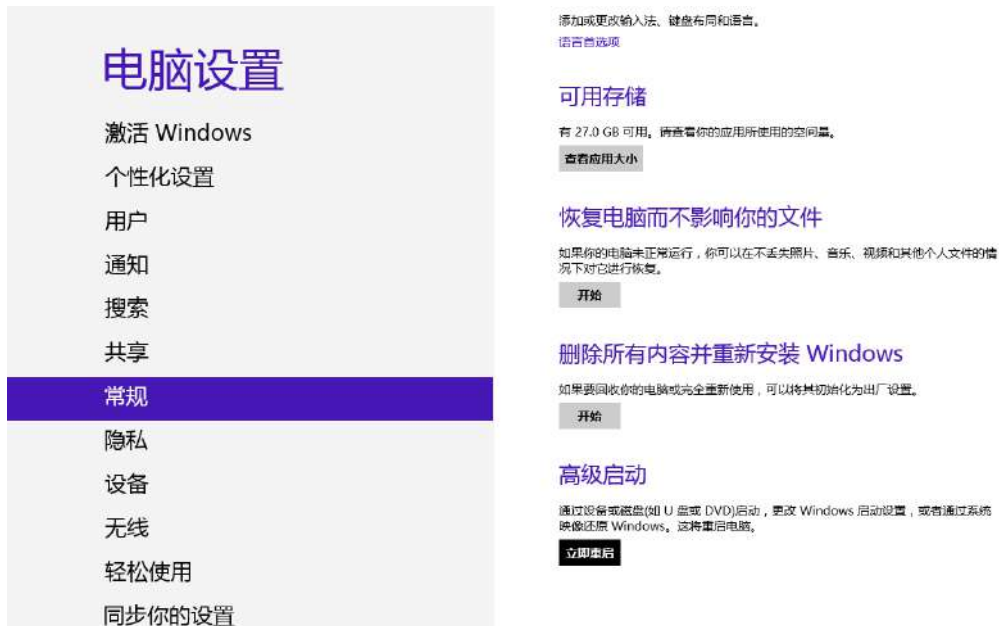 电脑设置
激活 Windows
个性化设置
用户
通知
搜索
共享
常规
隐私
设备
无线
轻松使用
同步你的设置
添加或更改输入法、键盘布局和语言。
语言首选项
可用存储
有 27.0 GB 可用。请查看你的应用所使用的空间量。
查看应用大小
恢复电脑而不影响你的文件
如果你的电脑未正常运行，你可以在不丢失照片、音乐、视频和其他个人文件的情
况下对它进行恢复。
开始
删除所有内容并重新安装 Windows
如果要回收你的电脑或完全重新使用，可以将其初始化为出厂设置。
开始
高级启动
通过设备或磁盘(如 U 盘或 DVD)启动，更改 Windows 启动设置，或者通过系统
映像还原 Windows。这将重启电脑。
立即重启